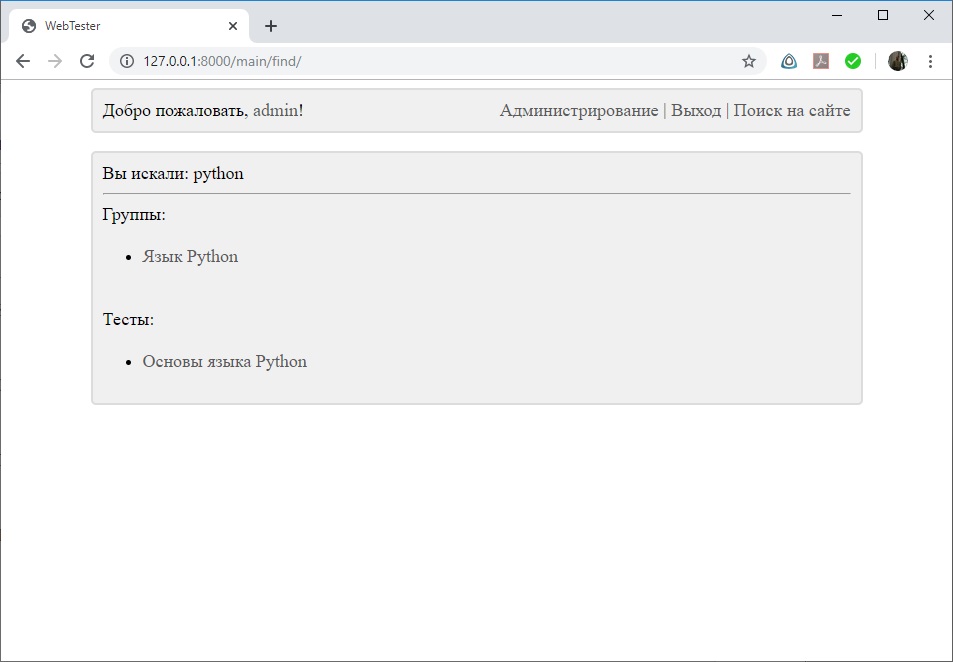 WebTester
127.0.0.1:8000/main/find/
Добро пожаловать, admin!
Администрирование | Выход | Поиск на сайте
Вы искали: python
Группы:
Язык Python
Тесты:
Основы языка Python